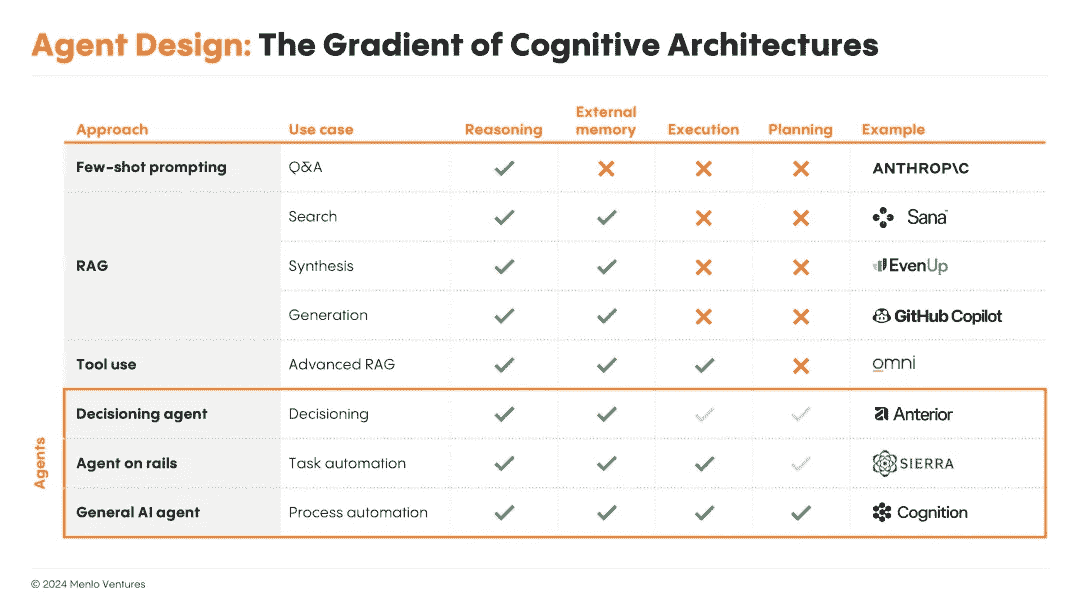 Agent Design: The Gradient of Cognitive Architectures
Approach Use case Reasoning External memory Execution Planning Example
Few-shot prompting Q&A ANTHROP\C
Search Sana
RAG Synthesis EvenUp
Generation GitHub Copilot
Tool use Advanced RAG omni
Agents
Decisioning agent Decisioning Anterior
Agent on rails Task automation SIERRA
General AI agent Process automation Cognition
© 2024 Menlo Ventures